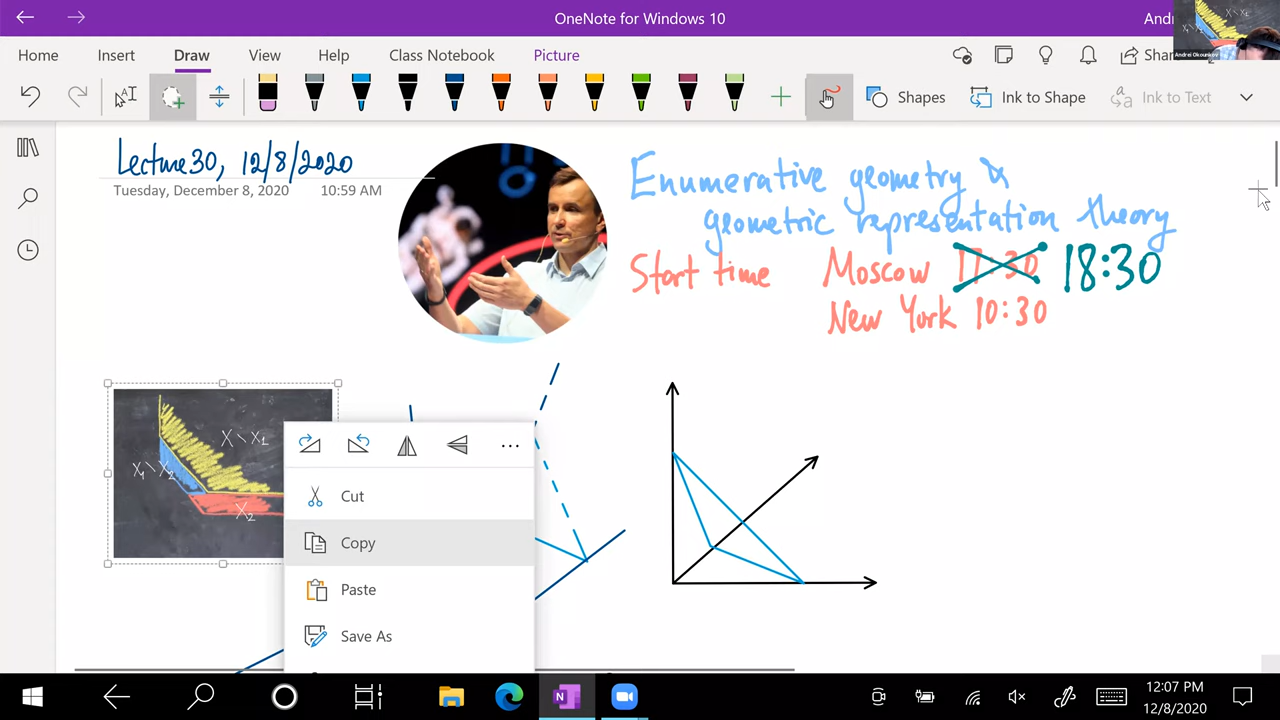 OneNote for Windows 10
Home
Insert
Draw
View
Help
Class Notebook
Picture
Andrei Okounkov
Shapes
Ink to Shape
Ink to Text
Lecture 30, 12/8/2020
Tuesday, December 8, 2020 10:59 AM
Enumerative geometry &
geometric representation theory
Start time Moscow 17:30 18:30
New York 10:30
X \ X₁
X₁ \ X₂
X₂
Cut
Copy
Paste
Save As
12:07 PM
12/8/2020